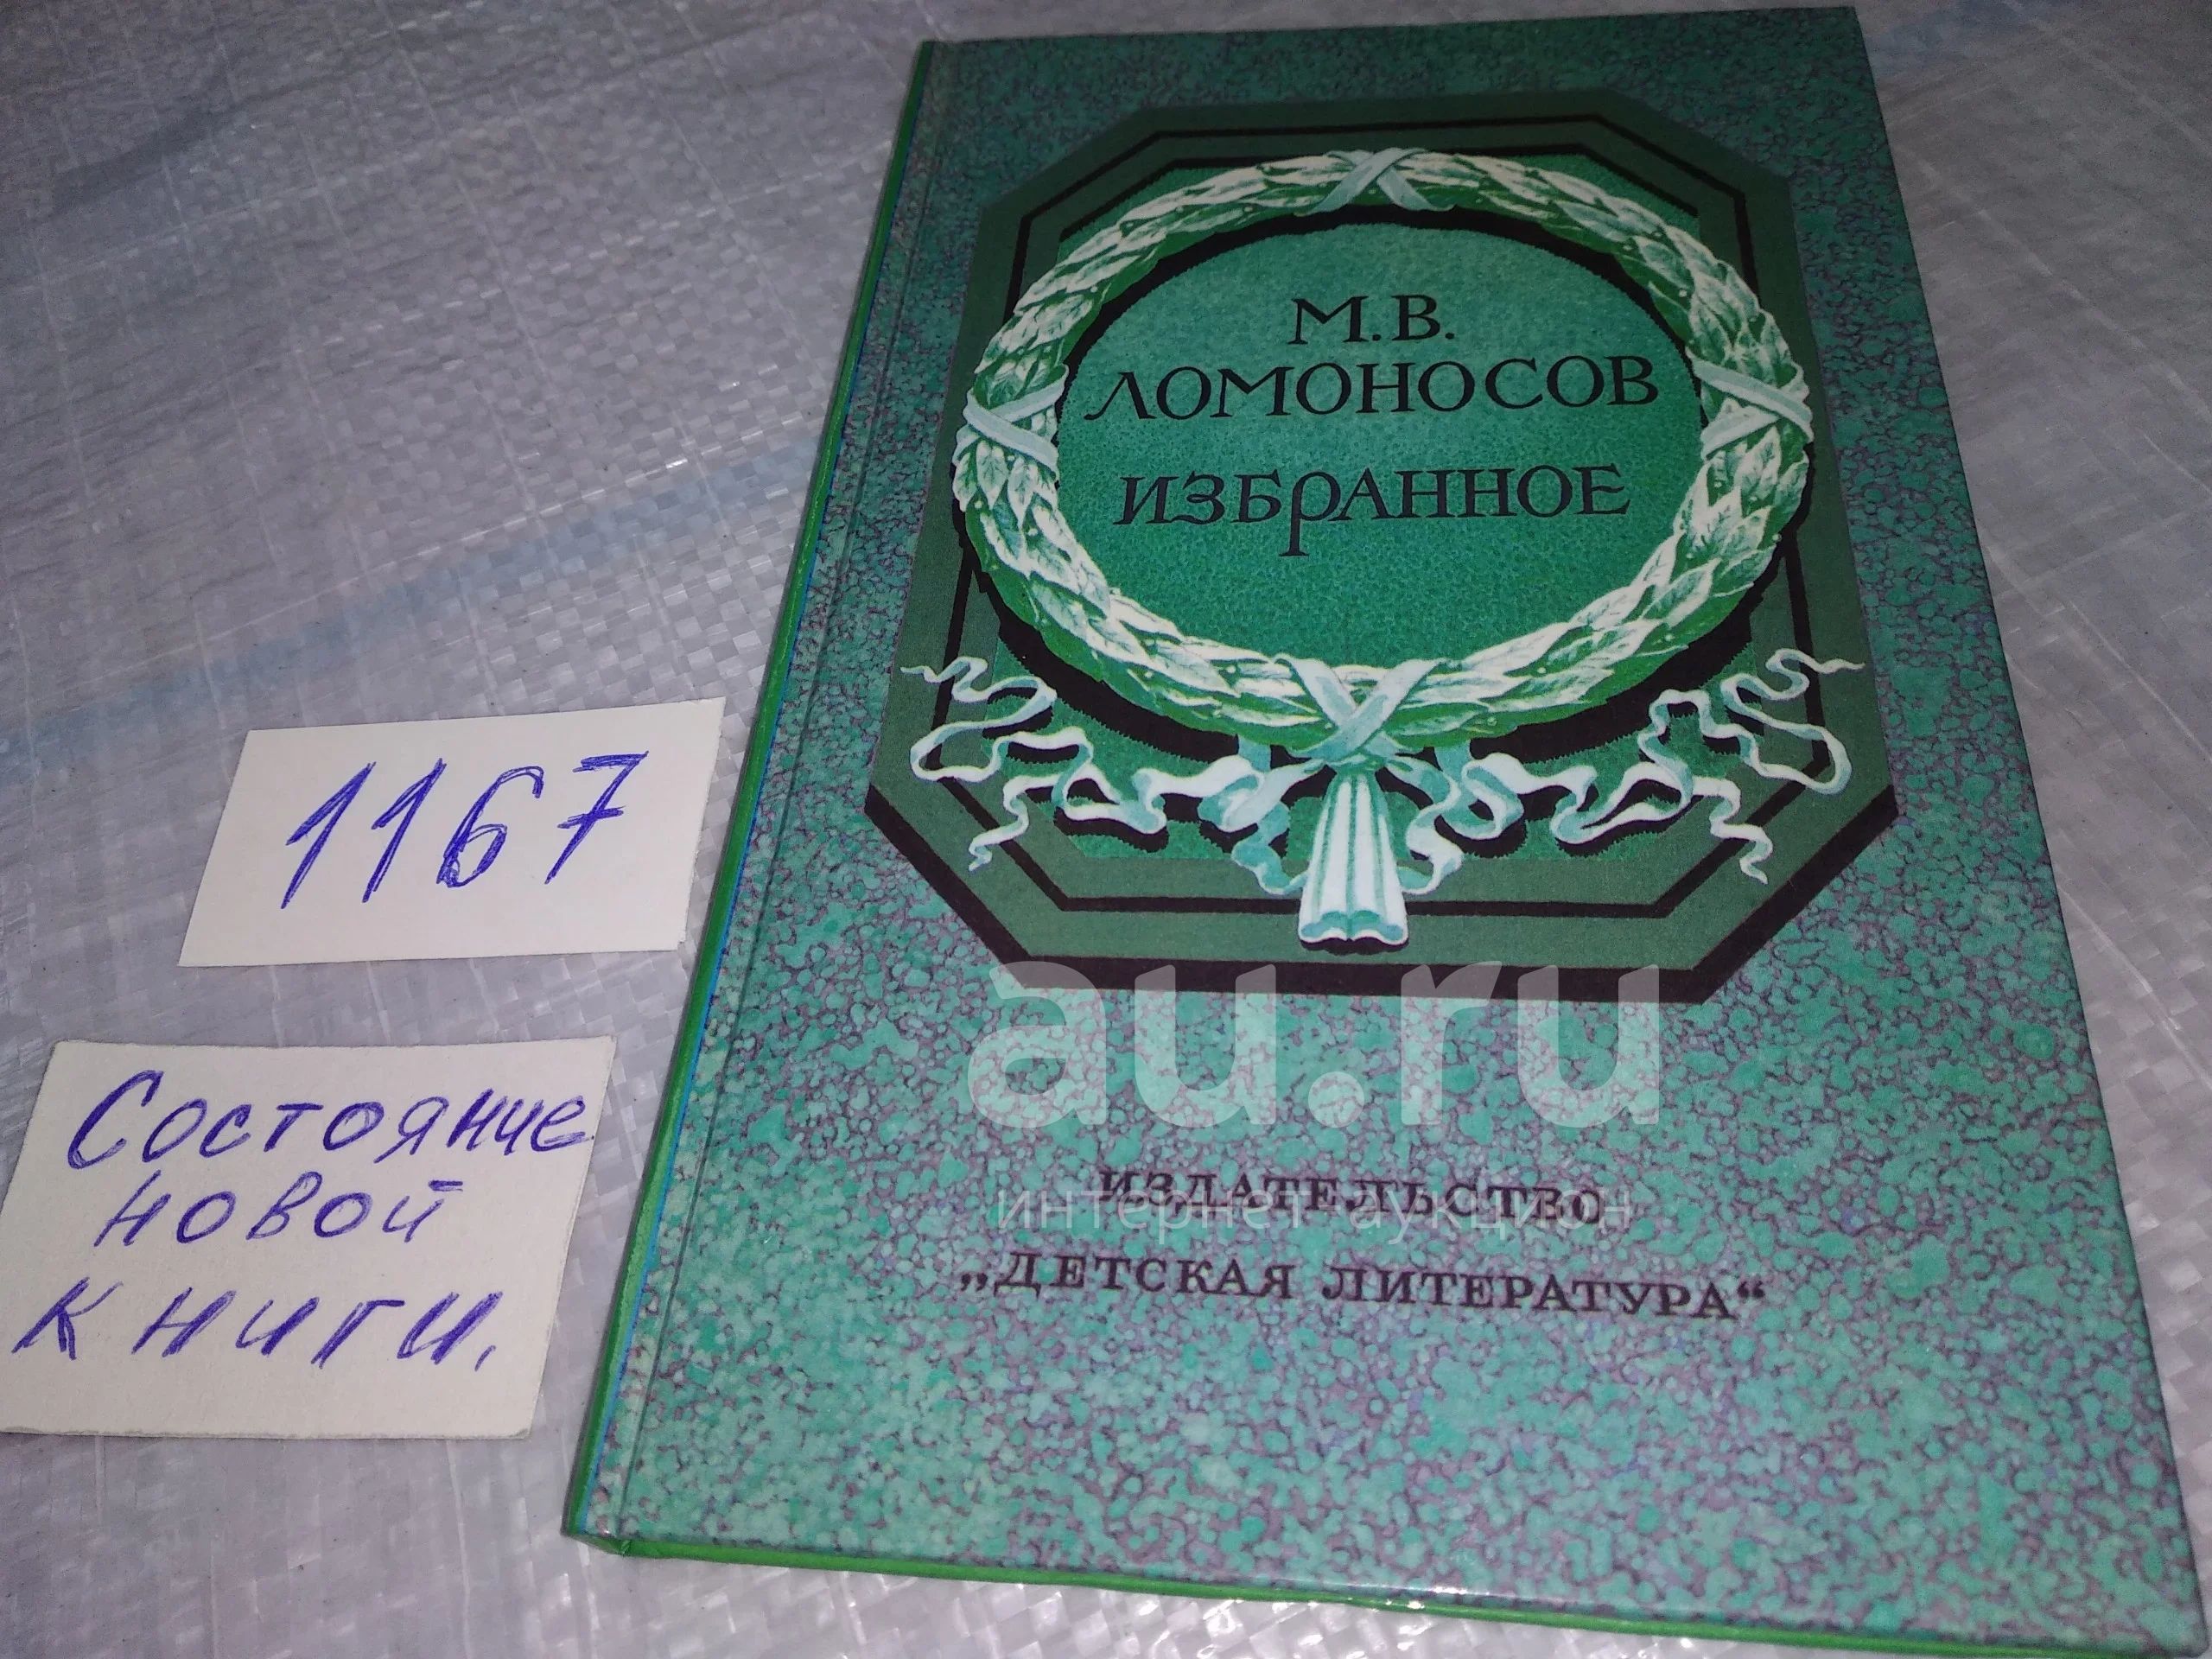 М.В.
ЛОМОНОСОВ
ИЗБРАННОЕ
1167
Состояние
новой
книги.
au.ru
интернет аукцион
ИЗДАТЕЛЬСТВО
„ДЕТСКАЯ ЛИТЕРАТУРА“